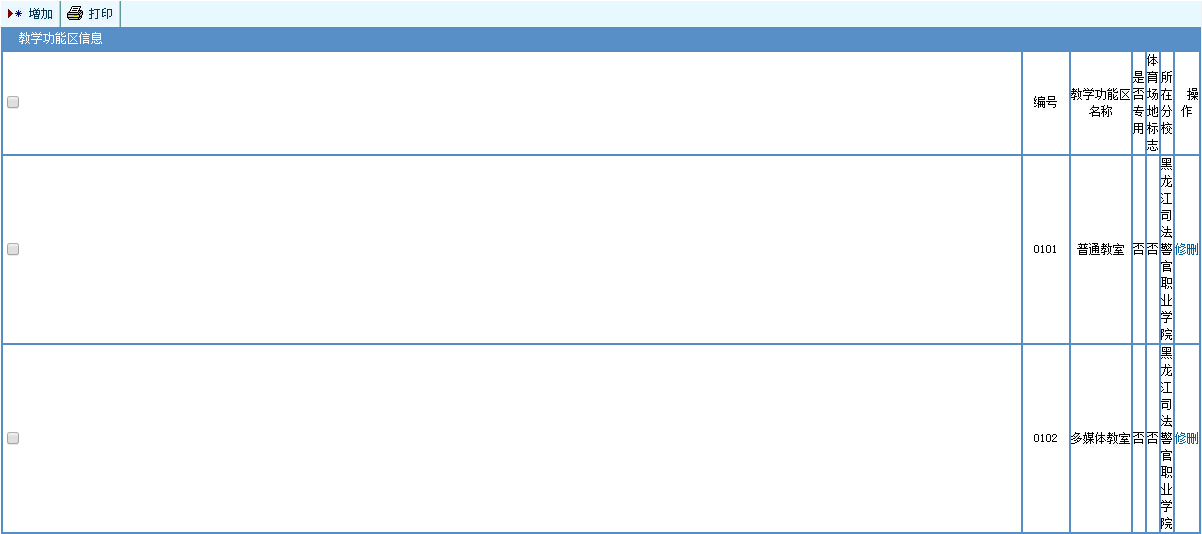 增加 打印
教学功能区信息
编号 教学功能区名称 是否专用 体育场地标志 所在分校 操作
0101 普通教室 否 否 黑龙江司法警官职业学院 修删
0102 多媒体教室 否 否 黑龙江司法警官职业学院 修删